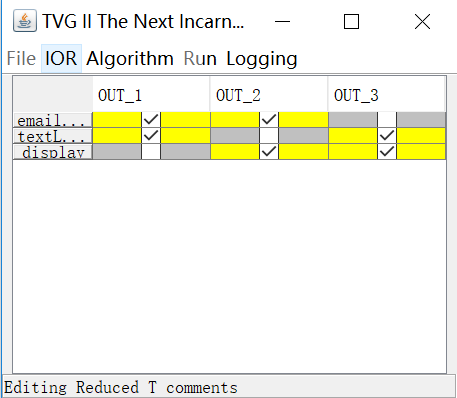 TVG II The Next Incarn...
File IOR Algorithm Run Logging
OUT_1 OUT_2 OUT_3
email...
textL...
display
Editing Reduced T comments